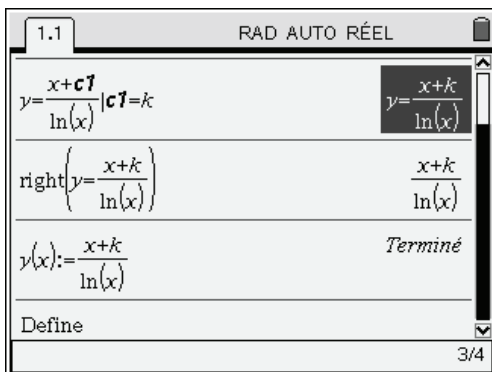 1.1 RAD AUTO RÉEL
y=(x+c1)/ln(x)|c1=k y=(x+k)/ln(x)
right(y=(x+k)/ln(x)) (x+k)/ln(x)
y(x):=(x+k)/ln(x) Terminé
Define
3/4